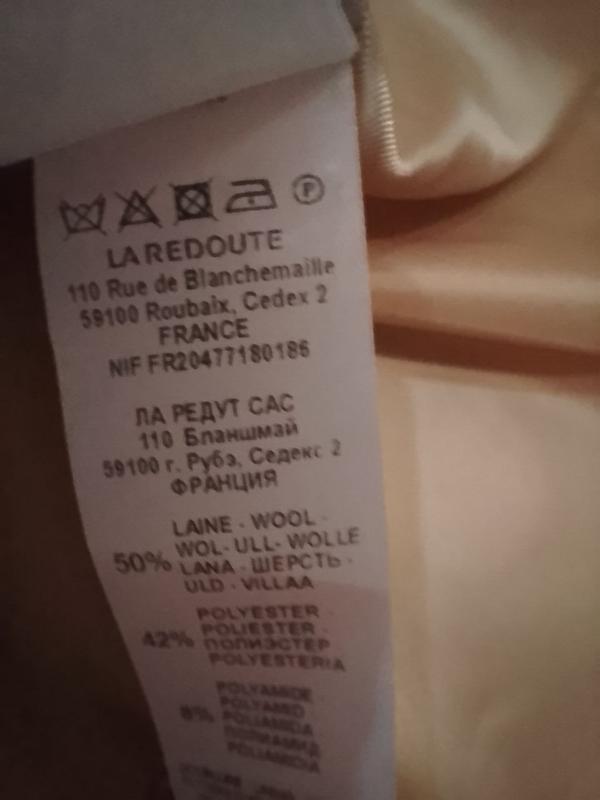 P
LA REDOUTE
110 Rue de Blanchemaille
59100 Roubaix, Cedex 2
FRANCE
NIF FR20477180186
ЛА РЕДУТ САС
110 Бланшмай
59100 г. Рубэ, Седекс 2
ФРАНЦИЯ
LAINE - WOOL -
50% WOL- ULL- WOLLE
LANA - ШЕРСТЬ -
ULD - VILLAA
POLYESTER -
42% POLIESTER -
ПОЛИЭСТЕР
POLYESTERIA
POLYAMIDE
8% POLYAMID
POLIAMIDA
ПОЛИАМИД
POLIAMIDIA